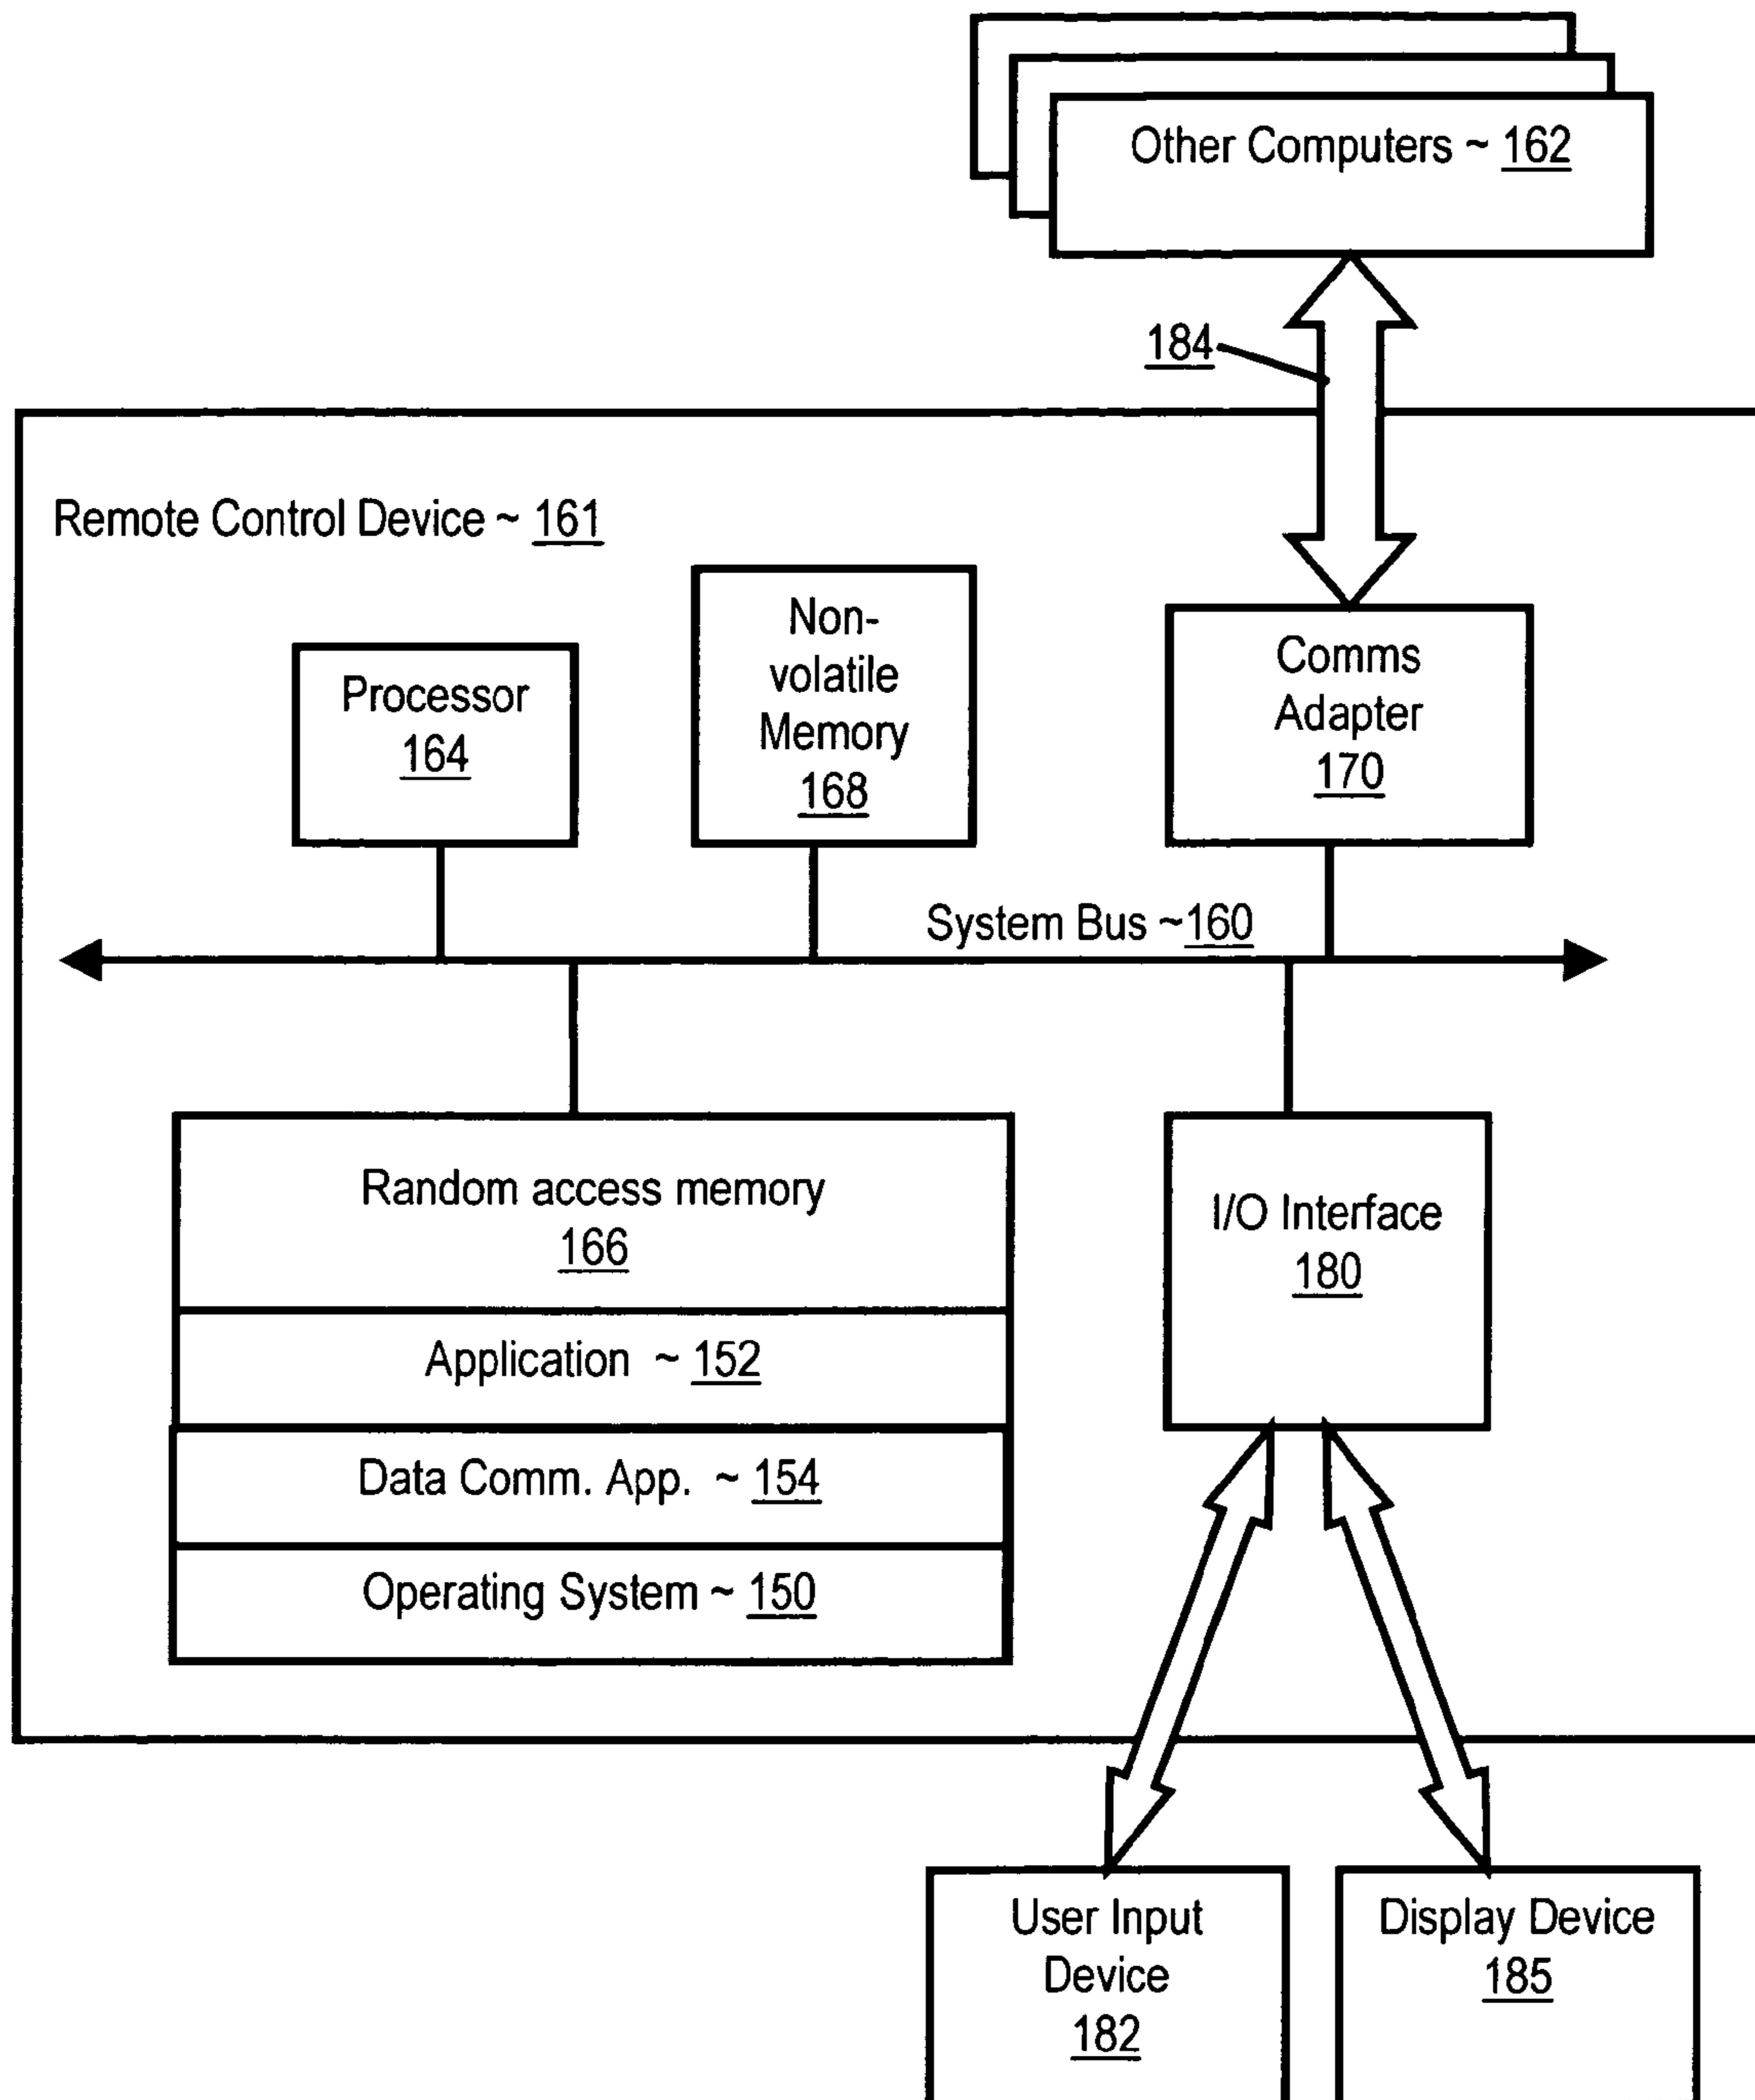 Other Computers ~ 162
184
Remote Control Device ~ 161
Processor
164
Non-
volatile
Memory
168
Comms
Adapter
170
System Bus ~160
Random access memory
166
Application ~ 152
Data Comm. App. ~ 154
Operating System ~ 150
I/O Interface
180
User Input
Device
182
Display Device
185